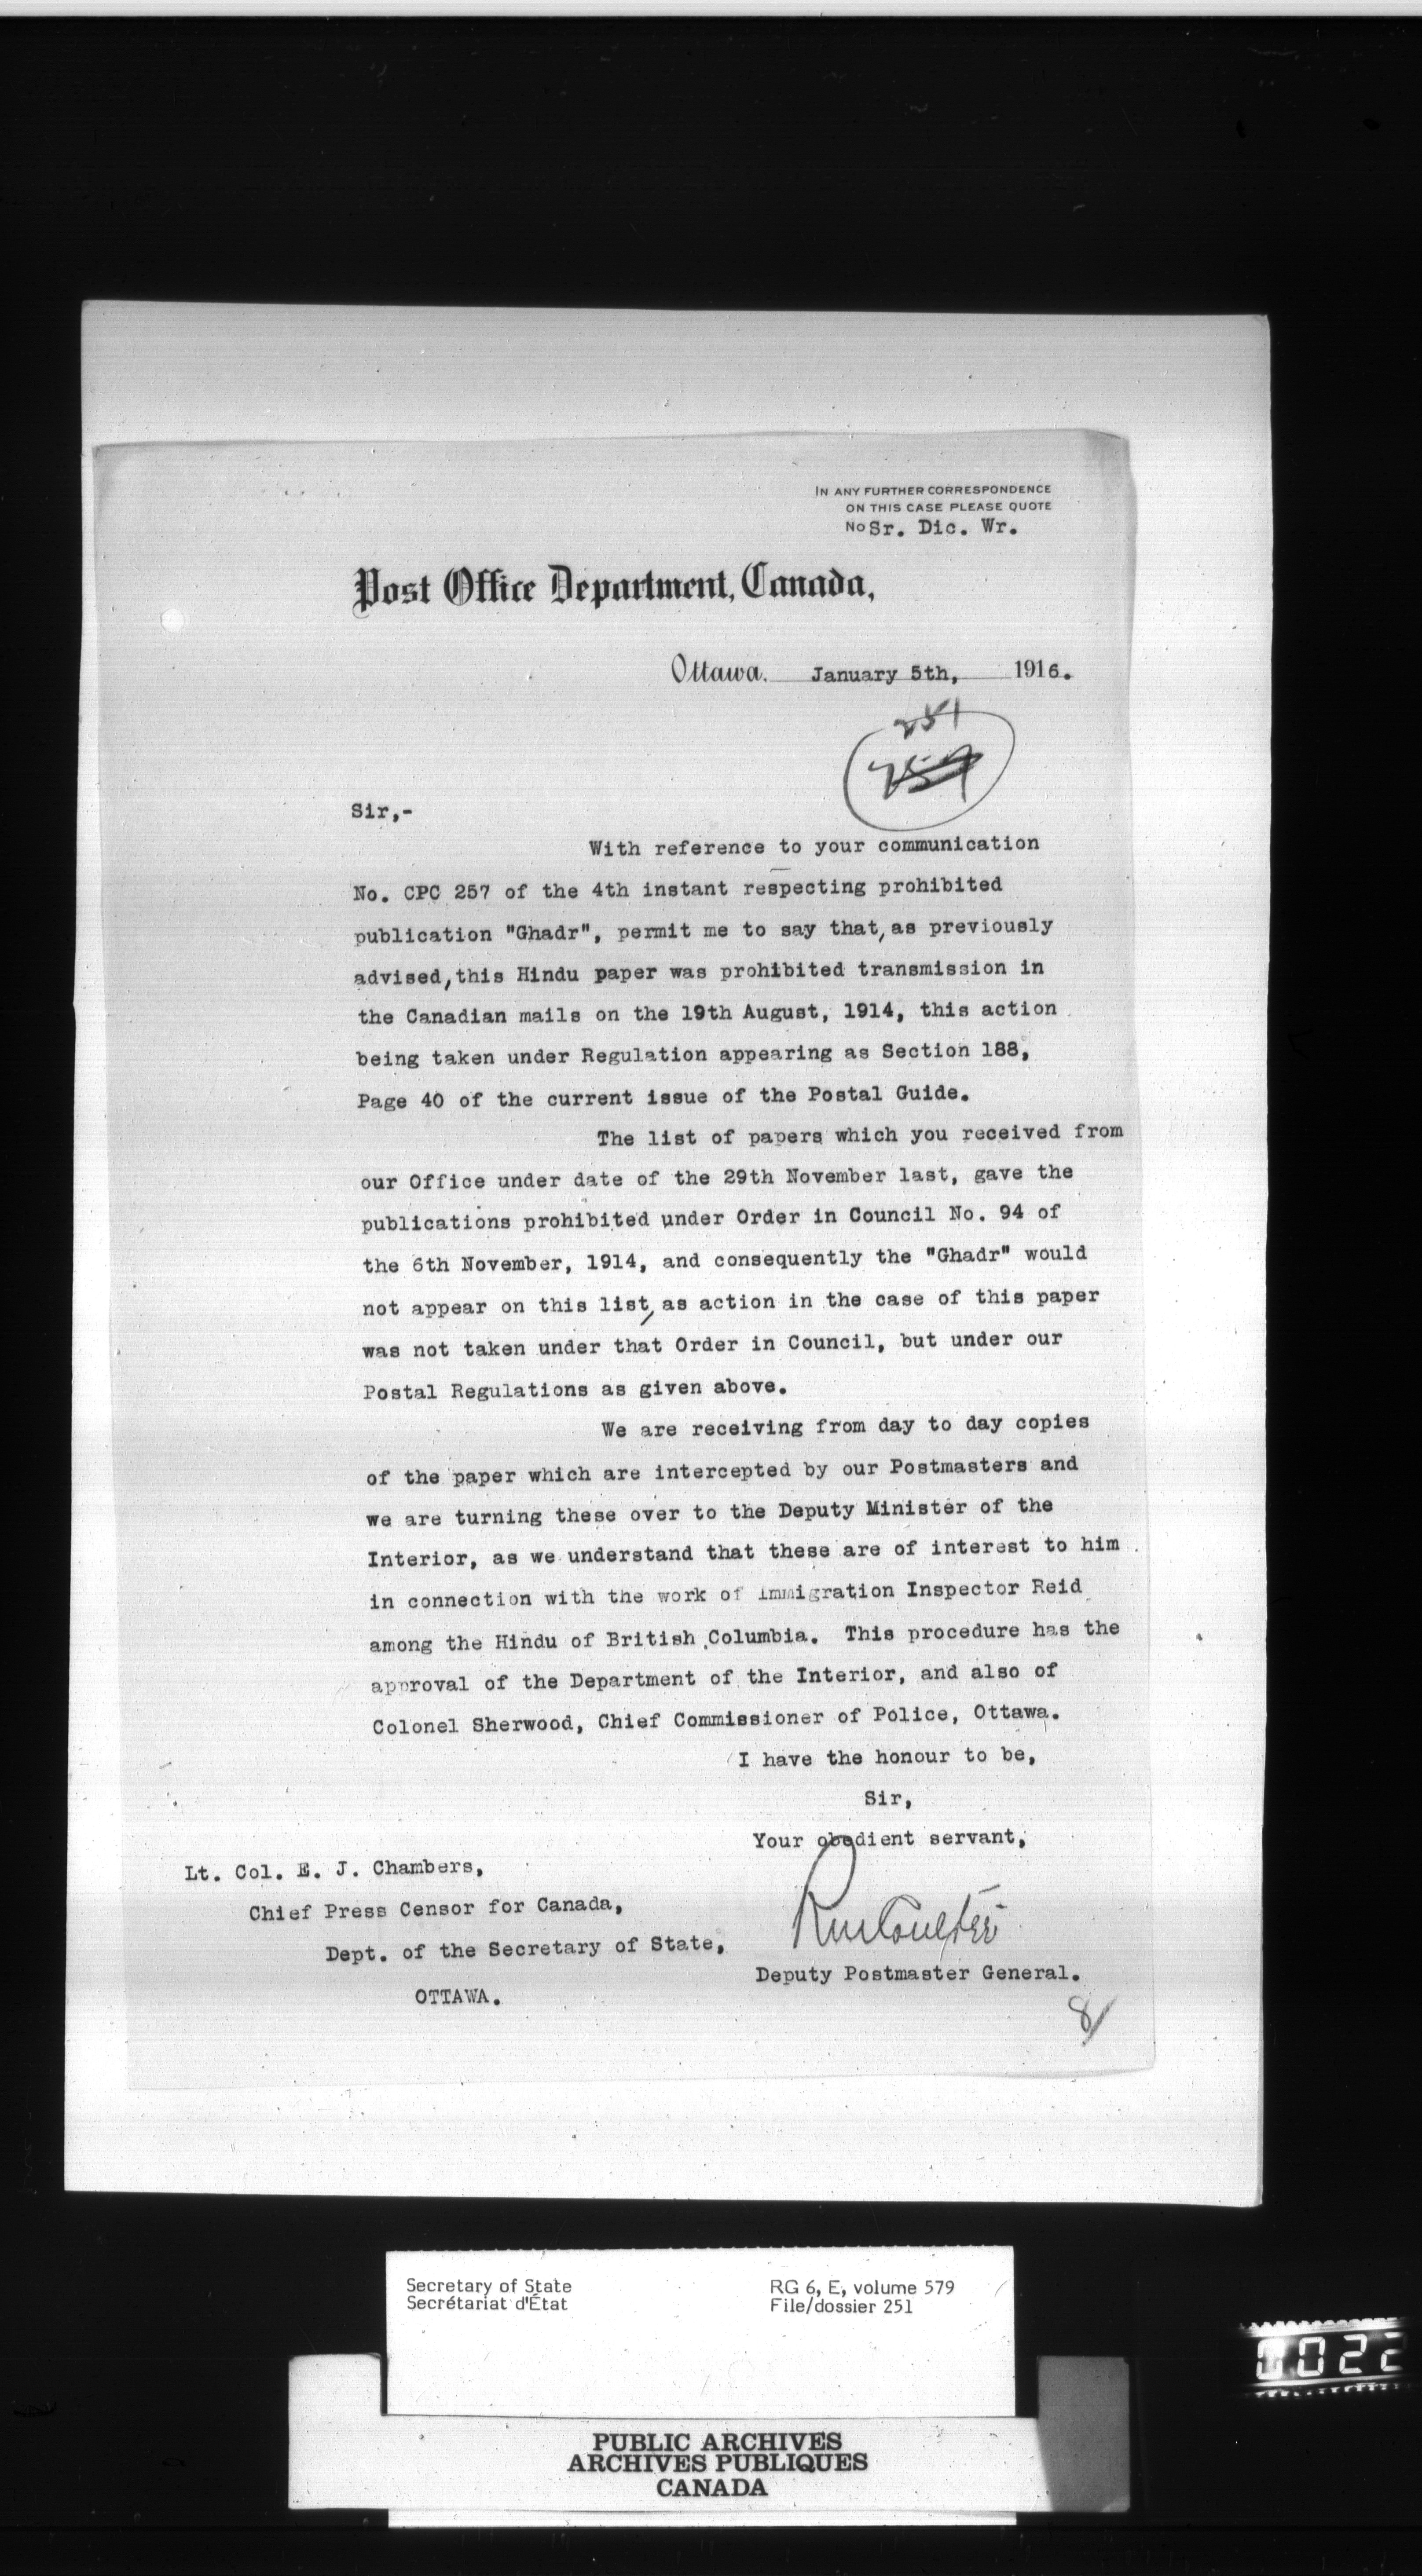 IN ANY FURTHER CORRESPONDENCE
ON THIS CASE PLEASE QUOTE
No Sr. Dic. Wr.
Post Office Department, Canada,
Ottawa, January 5th, 1916.
251
Sir,-
With reference to your communication
No. CPC 257 of the 4th instant respecting prohibited
publication "Ghadr", permit me to say that, as previously
advised, this Hindu paper was prohibited transmission in
the Canadian mails on the 19th August, 1914, this action
being taken under Regulation appearing as Section 188,
Page 40 of the current issue of the Postal Guide.
The list of papers which you received from
our Office under date of the 29th November last, gave the
publications prohibited under Order in Council No. 94 of
the 6th November, 1914, and consequently the "Ghadr" would
not appear on this list, as action in the case of this paper
was not taken under that Order in Council, but under our
Postal Regulations as given above.
We are receiving from day to day copies
of the paper which are intercepted by our Postmasters and
we are turning these over to the Deputy Minister of the
Interior, as we understand that these are of interest to him
in connection with the work of Immigration Inspector Reid
among the Hindu of British Columbia. This procedure has the
approval of the Department of the Interior, and also of
Colonel Sherwood, Chief Commissioner of Police, Ottawa.
I have the honour to be,
Sir,
Your obedient servant,
RmCoulter
Deputy Postmaster General.
Lt. Col. E. J. Chambers,
Chief Press Censor for Canada,
Dept. of the Secretary of State,
OTTAWA.
8/
Secretary of State
Secrétariat d'État
RG 6, E, volume 579
File/dossier 251
0022
PUBLIC ARCHIVES
ARCHIVES PUBLIQUES
CANADA